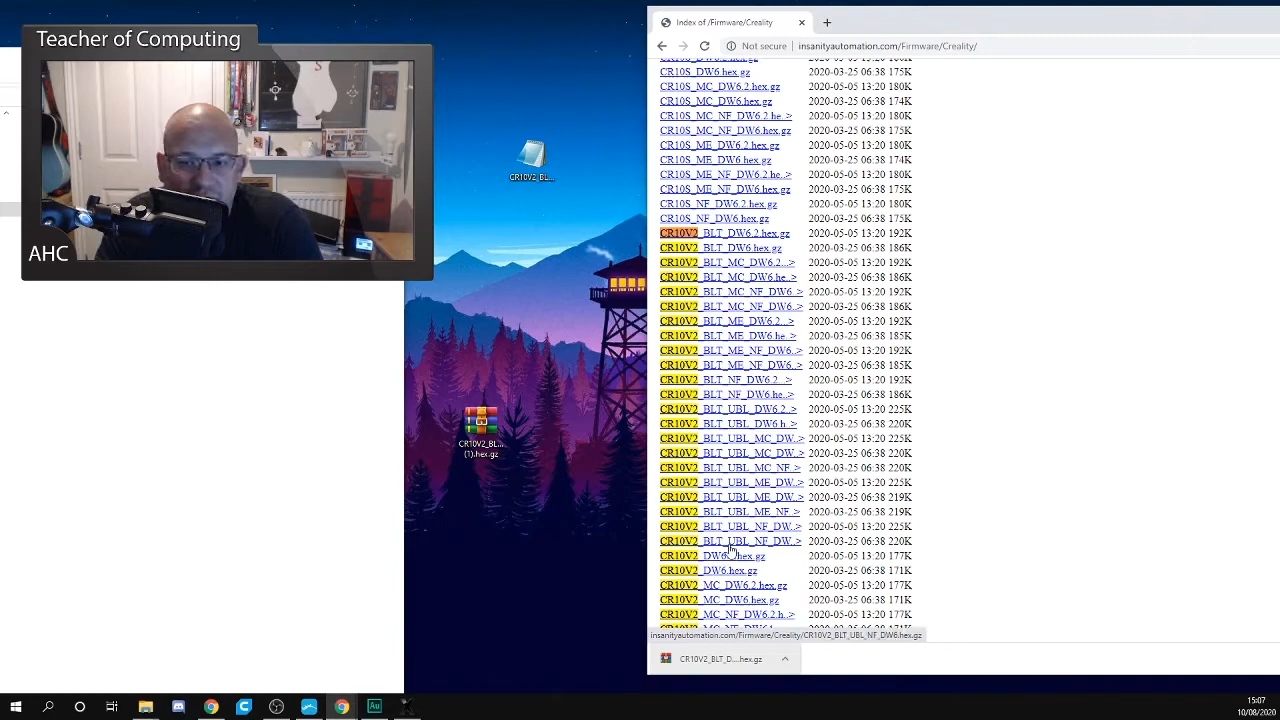 Teacher of Computing
AHC
CR10V2_BL...
CR10V2_BL...
(1).hex.gz
Index of /Firmware/Creality
Not secure
insanityautomation.com/Firmware/Creality/
CR10S_DW6.2.hex.gz 2020-05-05 13:20 180K
CR10S_DW6.hex.gz 2020-03-25 06:38 175K
CR10S_MC_DW6.2.hex.gz 2020-05-05 13:20 180K
CR10S_MC_DW6.hex.gz 2020-03-25 06:38 174K
CR10S_MC_NF_DW6.2.he..> 2020-05-05 13:20 180K
CR10S_MC_NF_DW6.hex.gz 2020-03-25 06:38 175K
CR10S_ME_DW6.2.hex.gz 2020-05-05 13:20 180K
CR10S_ME_DW6.hex.gz 2020-03-25 06:38 174K
CR10S_ME_NF_DW6.2.he..> 2020-05-05 13:20 180K
CR10S_ME_NF_DW6.hex.gz 2020-03-25 06:38 175K
CR10S_NF_DW6.2.hex.gz 2020-05-05 13:20 180K
CR10S_NF_DW6.hex.gz 2020-03-25 06:38 175K
CR10V2_BLT_DW6.2.hex.gz 2020-05-05 13:20 192K
CR10V2_BLT_DW6.hex.gz 2020-03-25 06:38 186K
CR10V2_BLT_MC_DW6.2...> 2020-05-05 13:20 192K
CR10V2_BLT_MC_DW6.he..> 2020-03-25 06:38 186K
CR10V2_BLT_MC_NF_DW6..> 2020-05-05 13:20 192K
CR10V2_BLT_MC_NF_DW6..> 2020-03-25 06:38 186K
CR10V2_BLT_ME_DW6.2...> 2020-05-05 13:20 192K
CR10V2_BLT_ME_DW6.he..> 2020-03-25 06:38 185K
CR10V2_BLT_ME_NF_DW6..> 2020-05-05 13:20 192K
CR10V2_BLT_ME_NF_DW6..> 2020-03-25 06:38 185K
CR10V2_BLT_NF_DW6.2...> 2020-05-05 13:20 192K
CR10V2_BLT_NF_DW6.he..> 2020-03-25 06:38 186K
CR10V2_BLT_UBL_DW6.2..> 2020-05-05 13:20 225K
CR10V2_BLT_UBL_DW6.h..> 2020-03-25 06:38 220K
CR10V2_BLT_UBL_MC_DW..> 2020-05-05 13:20 225K
CR10V2_BLT_UBL_MC_DW..> 2020-03-25 06:38 220K
CR10V2_BLT_UBL_MC_NF..> 2020-03-25 06:38 220K
CR10V2_BLT_UBL_ME_DW..> 2020-05-05 13:20 225K
CR10V2_BLT_UBL_ME_DW..> 2020-03-25 06:38 219K
CR10V2_BLT_UBL_ME_NF..> 2020-03-25 06:38 219K
CR10V2_BLT_UBL_NF_DW..> 2020-05-05 13:20 225K
CR10V2_BLT_UBL_NF_DW..> 2020-03-25 06:38 220K
CR10V2_DW6.2.hex.gz 2020-05-05 13:20 177K
CR10V2_DW6.hex.gz 2020-03-25 06:38 171K
CR10V2_MC_DW6.2.hex.gz 2020-05-05 13:20 177K
CR10V2_MC_DW6.hex.gz 2020-03-25 06:38 171K
CR10V2_MC_NF_DW6.2.h..> 2020-05-05 13:20 177K
insanityautomation.com/Firmware/Creality/CR10V2_BLT_UBL_NF_DW6.hex.gz
CR10V2_BLT_D....hex.gz
15:07
10/08/2020